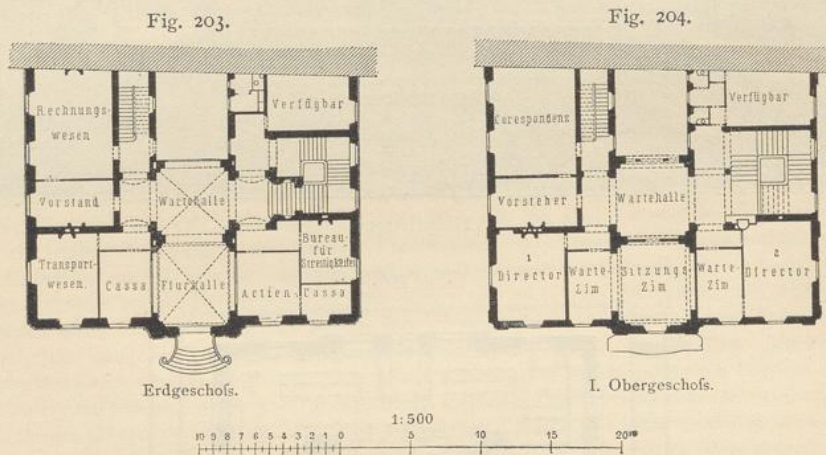 Fig. 203.
Rechnungs-
wesen
Verfügbar
Vorstand
Wartehalle
Transport-
wesen.
Cassa
Flurhalle
Actien.
Bureau-
für
Streitigkeiten
Cassa
Erdgeschoſs.
Fig. 204.
Corespondenz
Verfügbar
Vorsteher
Wartehalle
1
Director
Warte-
Zim
Sitzungs
Zim
Warte-
Zim
2
Director
I. Obergeschoſs.
1:500
10 9 8 7 6 5 4 3 2 1 0 5 10 15 20m